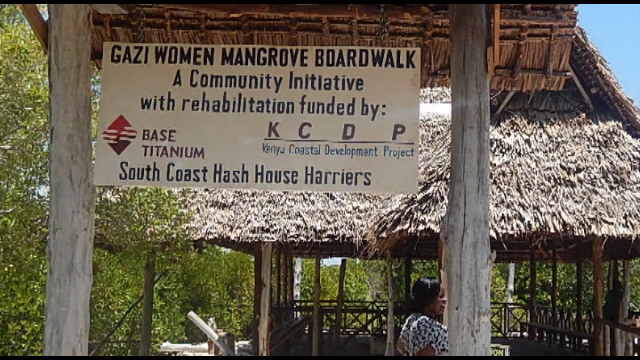 GAZI WOMEN MANGROVE BOARDWALK
A Community Initiative
with rehabilitation funded by:
BASE
TITANIUM
K C D P
Kenya Coastal Development Project
South Coast Hash House Harriers